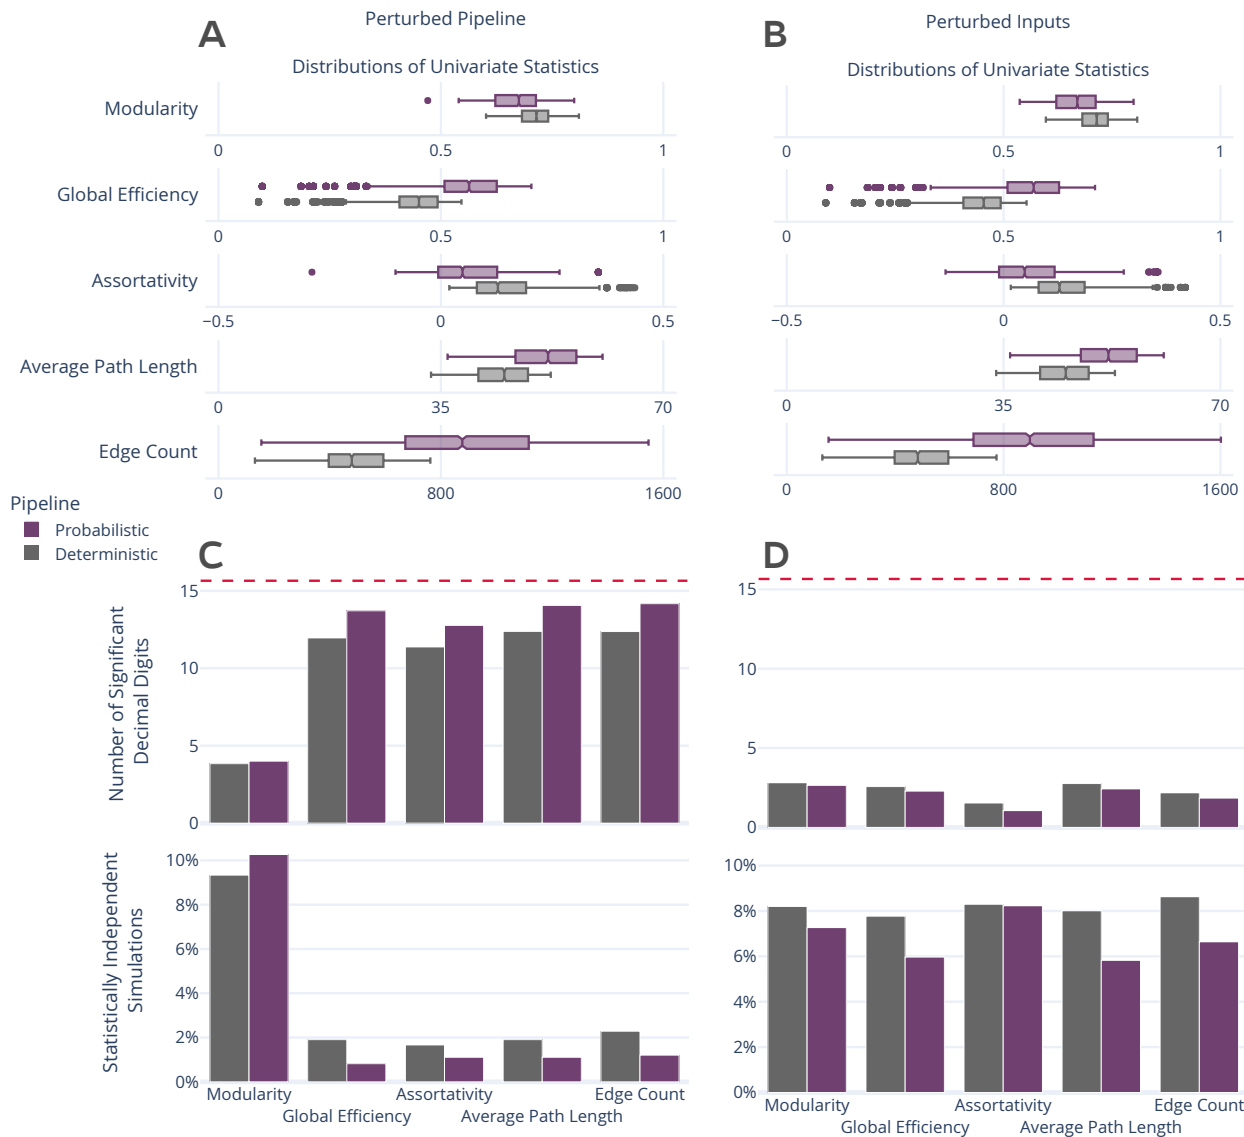 A
Perturbed Pipeline
Distributions of Univariate Statistics
Modularity
0 0.5 1
Global Efficiency
0 0.5 1
Assortativity
−0.5 0 0.5
Average Path Length
0 35 70
Edge Count
0 800 1600
B
Perturbed Inputs
Distributions of Univariate Statistics
0 0.5 1
0 0.5 1
−0.5 0 0.5
0 35 70
0 800 1600
Pipeline
Probabilistic
Deterministic
C
Number of Significant
Decimal Digits
15
10
5
0
Statistically Independent
Simulations
10%
8%
6%
4%
2%
0%
Modularity Assortativity Edge Count
Global Efficiency Average Path Length
D
15
10
5
0
10%
8%
6%
4%
2%
0%
Modularity Assortativity Edge Count
Global Efficiency Average Path Length